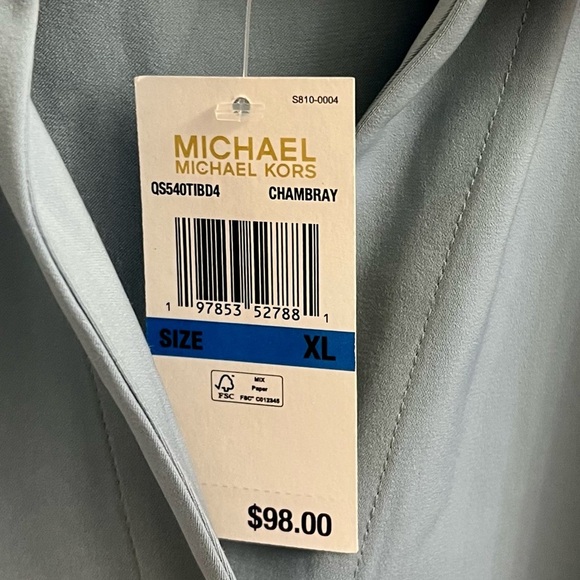 S810-0004
MICHAEL
MICHAEL KORS
QS540TIBD4 CHAMBRAY
1 97853 52788 1
SIZE XL
MIX
Paper
FSC FSC® C012345
$98.00